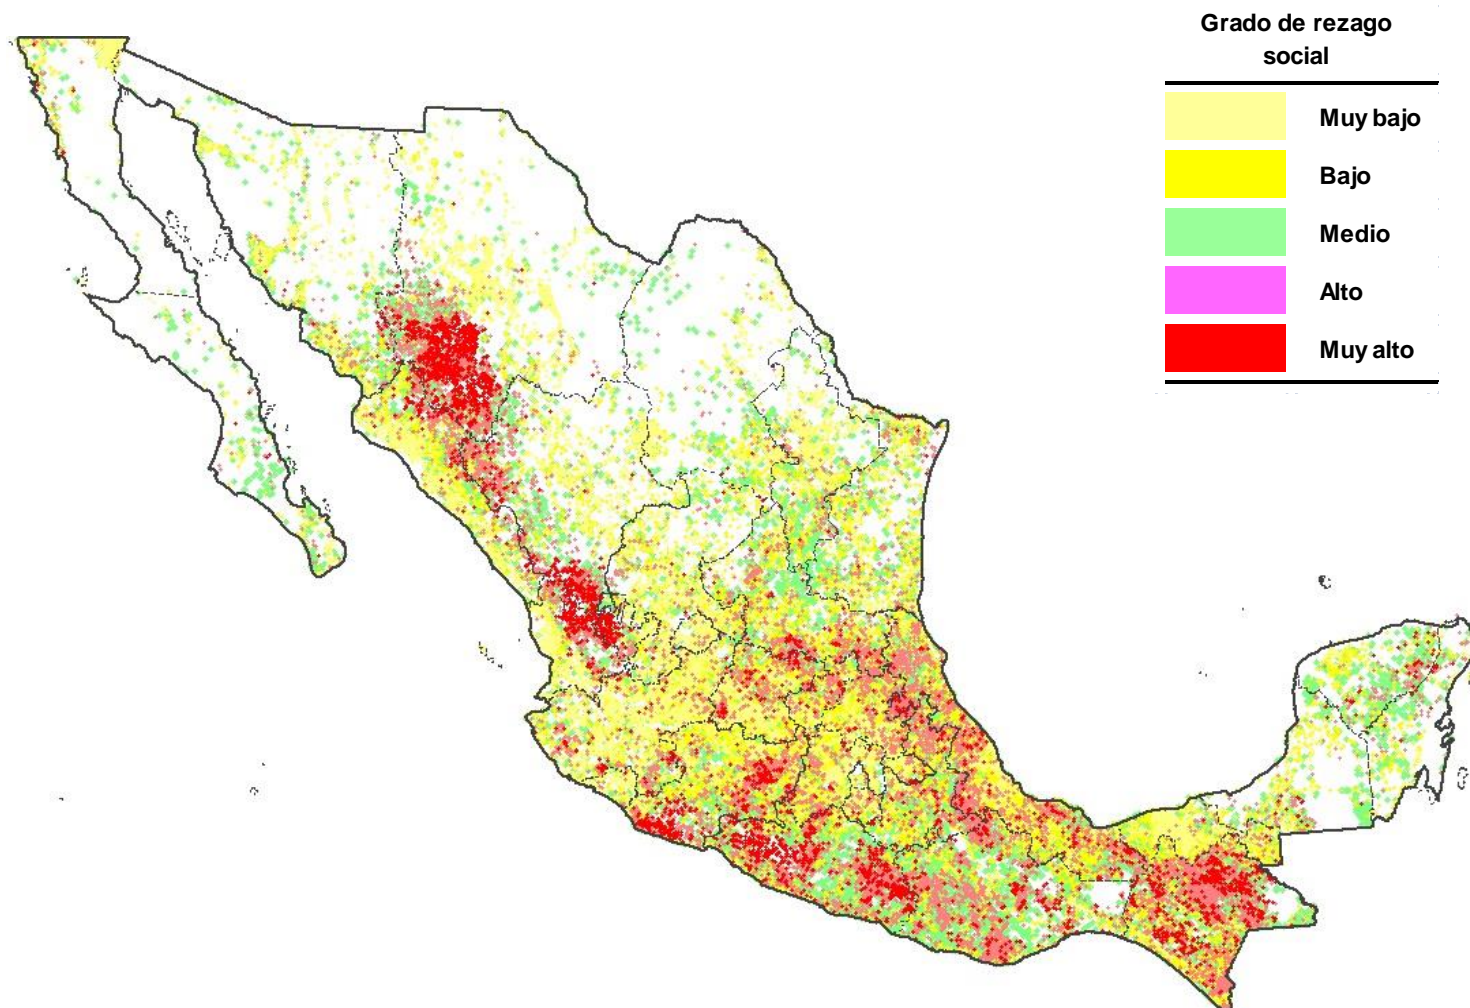 Grado de rezago
social
Muy bajo
Bajo
Medio
Alto
Muy alto